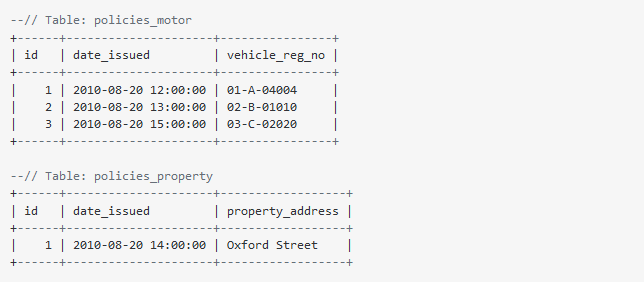 --// Table: policies_motor
+------+---------------------+----------------+
| id   | date_issued         | vehicle_reg_no |
+------+---------------------+----------------+
|    1 | 2010-08-20 12:00:00 | 01-A-04004     |
|    2 | 2010-08-20 13:00:00 | 02-B-01010     |
|    3 | 2010-08-20 15:00:00 | 03-C-02020     |
+------+---------------------+----------------+
--// Table: policies_property
+------+---------------------+------------------+
| id   | date_issued         | property_address |
+------+---------------------+------------------+
|    1 | 2010-08-20 14:00:00 | Oxford Street    |
+------+---------------------+------------------+